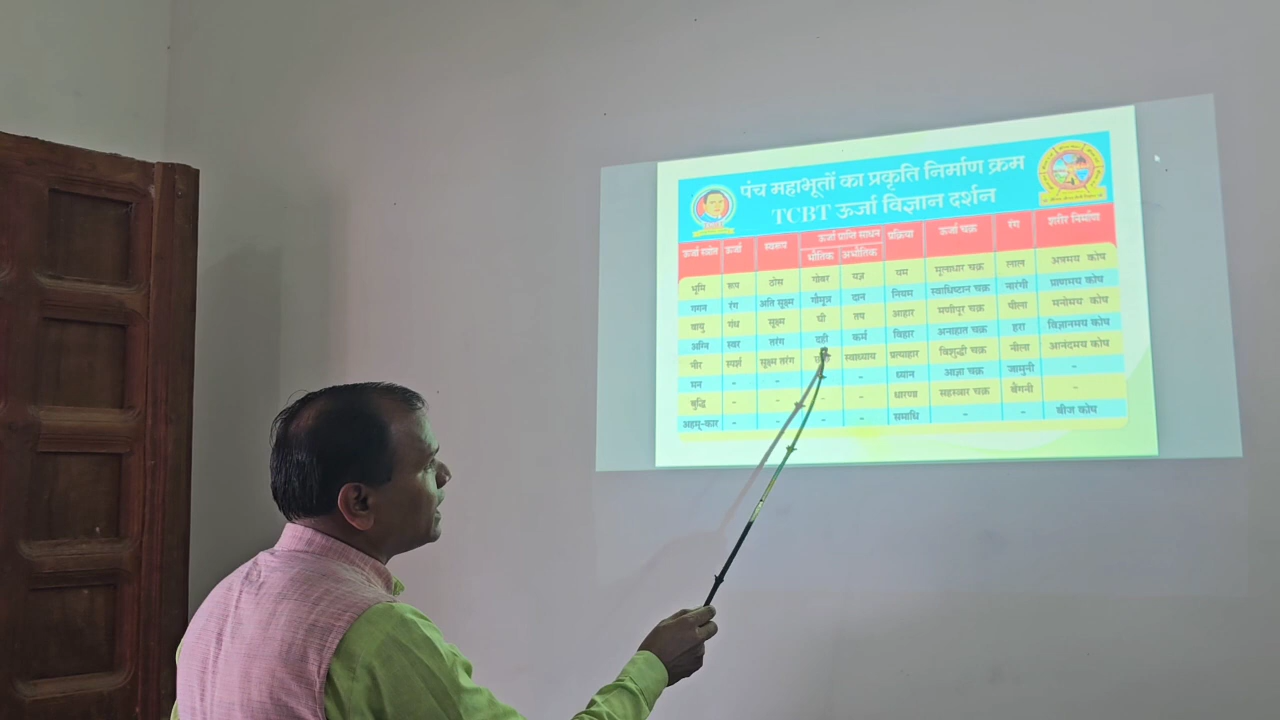 पंच महाभूतों का प्रकृति निर्माण क्रम
TCBT ऊर्जा विज्ञान दर्शन
ऊर्जा स्त्रोत ऊर्जा स्वरूप ऊर्जा प्राप्ति साधन प्रक्रिया ऊर्जा चक्र रंग शरीर निर्माण
भौतिक अभौतिक
भूमि रूप ठोस गोबर यज्ञ यम मूलाधार चक्र लाल अन्नमय कोष
गगन रंग अति सूक्ष्म गौमूत्र दान नियम स्वाधिष्टान चक्र नारंगी प्राणमय कोष
वायु गंध सूक्ष्म घी तप आहार मणीपूर चक्र पीला मनोमय कोष
अग्नि स्वर तरंग दही कर्म विहार अनाहात चक्र हरा विज्ञानमय कोष
नीर स्पर्श सूक्ष्म तरंग स्वाध्याय प्रत्याहार विशुद्धी चक्र नीला आनंदमय कोष
मन - - - - ध्यान आज्ञा चक्र जामुनी -
बुद्धि - - - - धारणा सहस्त्रार चक्र बैंगनी -
अहम्-कार - - - - समाधि - - बीज कोष